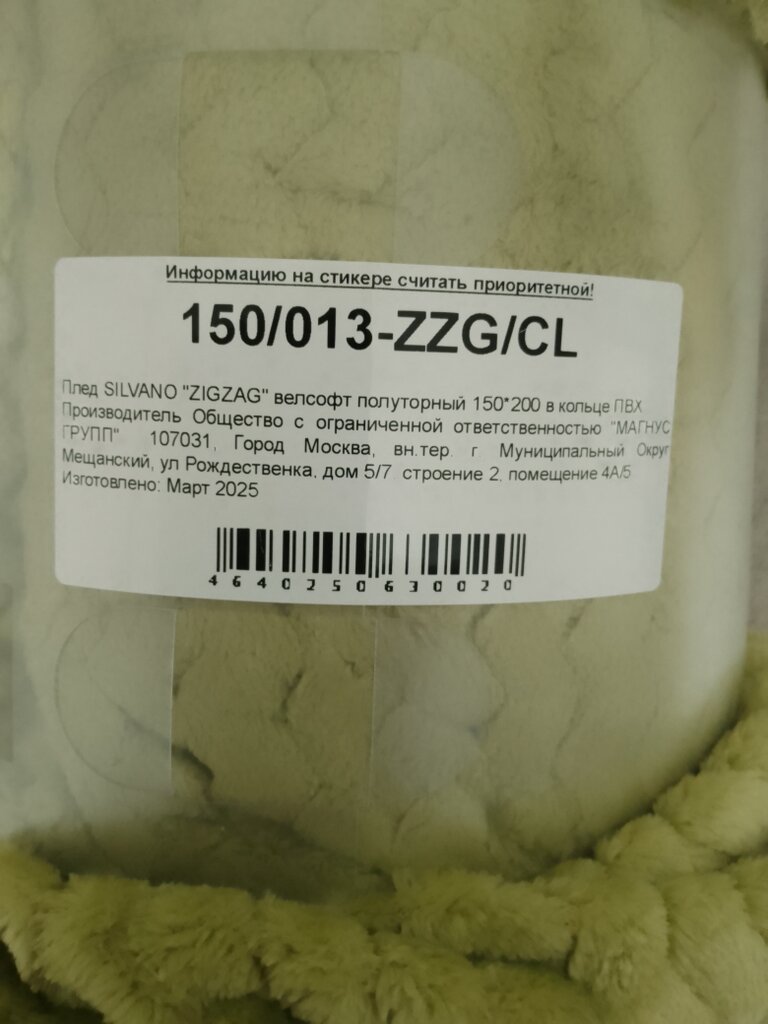 Информацию на стикере считать приоритетной!
150/013-ZZG/CL
Плед SILVANO "ZIGZAG" велсофт полуторный 150*200 в кольце ПВХ
Производитель Общество с ограниченной ответственностью "МАГНУС
ГРУПП" 107031, Город Москва, вн.тер. г. Муниципальный Округ
Мещанский, ул Рождественка, дом 5/7, строение 2, помещение 4А/5
Изготовлено: Март 2025
4640250630020